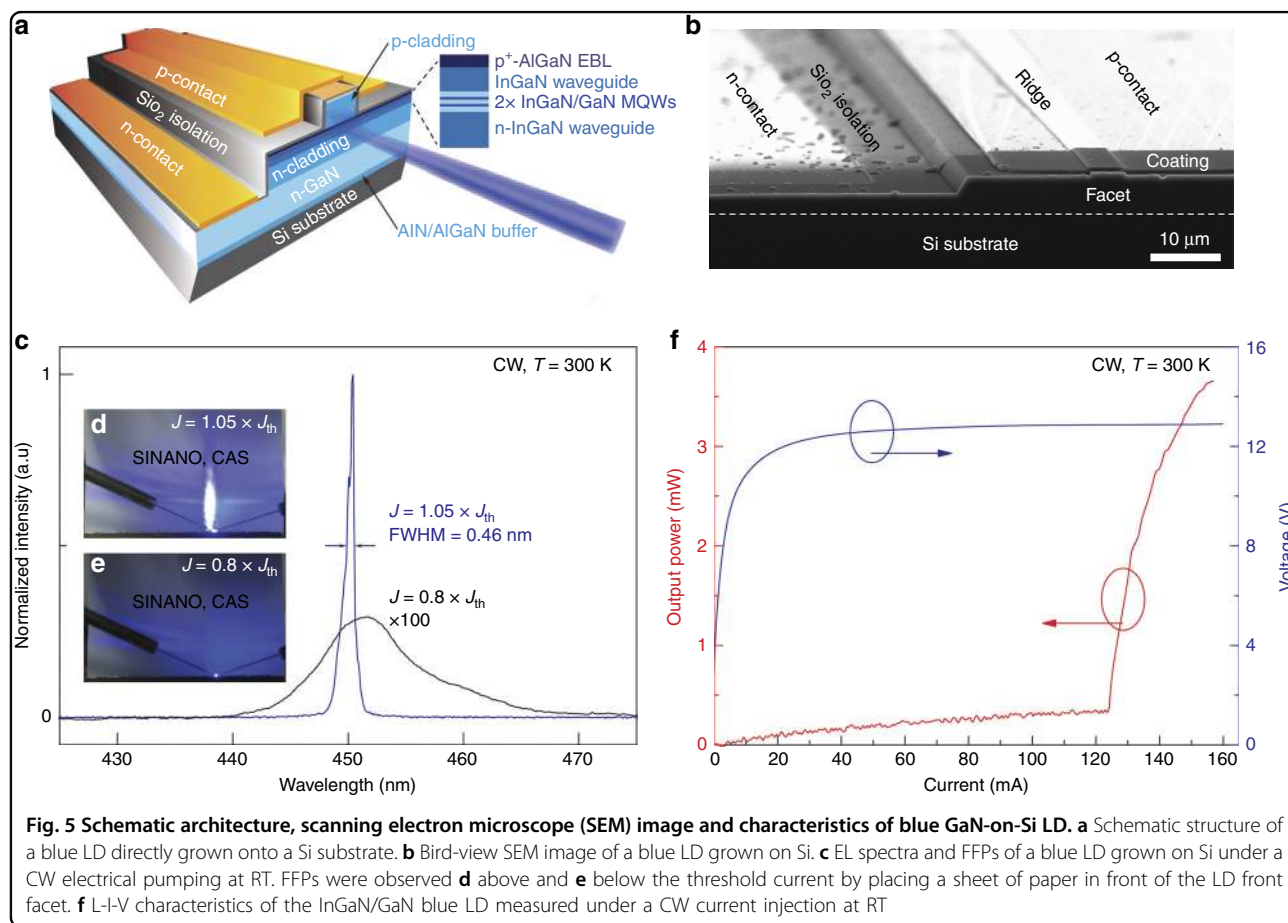 a
p-cladding
p⁺-AlGaN EBL
InGaN waveguide
2× InGaN/GaN MQWs
n-InGaN waveguide
p-contact
Sio₂ isolation
n-contact
n-cladding
n-GaN
Si substrate
AlN/AlGaN buffer
b
n-contact
Sio₂ isolation
Ridge
p-contact
Coating
Facet
Si substrate
10 μm
c
CW, T = 300 K
1
0
Normalized intensity (a.u)
d
J = 1.05 × Jth
SINANO, CAS
e
J = 0.8 × Jth
SINANO, CAS
J = 1.05 × Jth
FWHM = 0.46 nm
J = 0.8 × Jth
×100
430 440 450 460 470
Wavelength (nm)
f
CW, T = 300 K
4
3
2
1
0
Output power (mW)
16
12
8
4
0
Voltage (V)
0 20 40 60 80 100 120 140 160
Current (mA)
Fig. 5 Schematic architecture, scanning electron microscope (SEM) image and characteristics of blue GaN-on-Si LD. a Schematic structure of
a blue LD directly grown onto a Si substrate. b Bird-view SEM image of a blue LD grown on Si. c EL spectra and FFPs of a blue LD grown on Si under a
CW electrical pumping at RT. FFPs were observed d above and e below the threshold current by placing a sheet of paper in front of the LD front
facet. f L-I-V characteristics of the InGaN/GaN blue LD measured under a CW current injection at RT